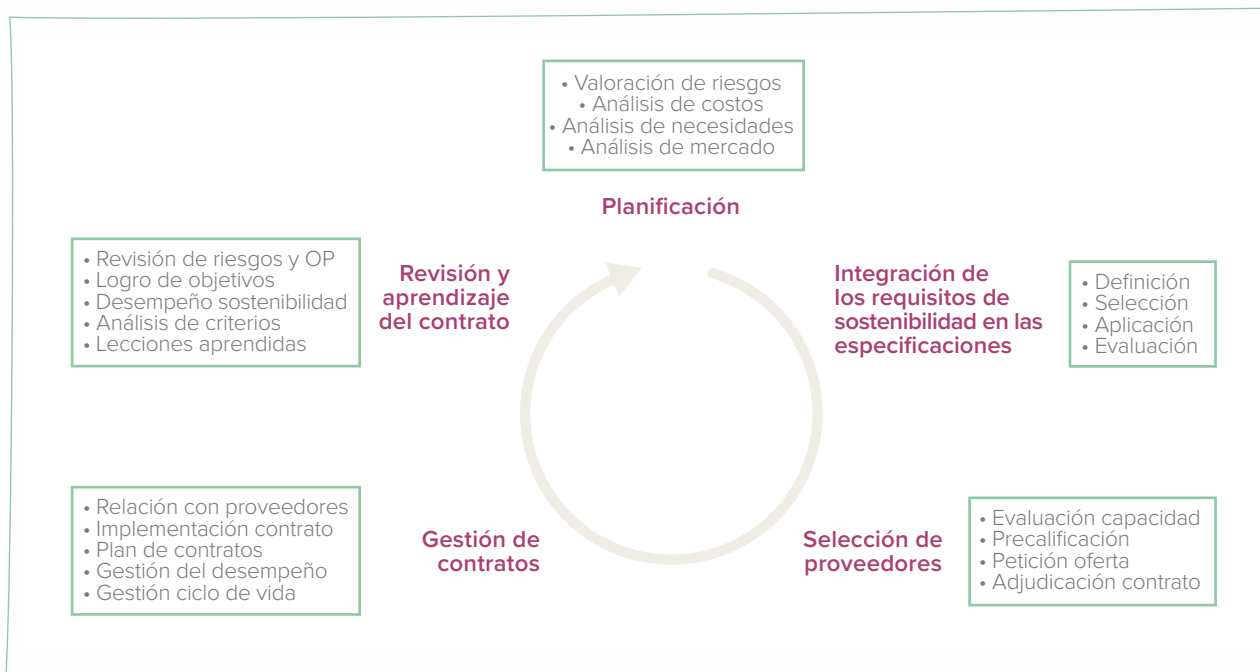 • Valoración de riesgos
• Análisis de costos
• Análisis de necesidades
• Análisis de mercado
Planificación
Integración de
los requisitos de
sostenibilidad en las
especificaciones
• Definición
• Selección
• Aplicación
• Evaluación
Selección de
proveedores
• Evaluación capacidad
• Precalificación
• Petición oferta
• Adjudicación contrato
Gestión de
contratos
• Relación con proveedores
• Implementación contrato
• Plan de contratos
• Gestión del desempeño
• Gestión ciclo de vida
Revisión y
aprendizaje
del contrato
• Revisión de riesgos y OP
• Logro de objetivos
• Desempeño sostenibilidad
• Análisis de criterios
• Lecciones aprendidas